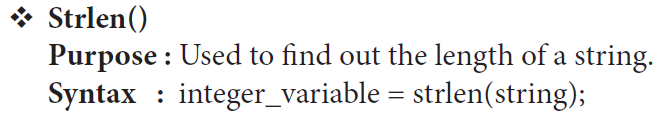 ❖ Strlen()
Purpose : Used to find out the length of a string.
Syntax : integer_variable = strlen(string);